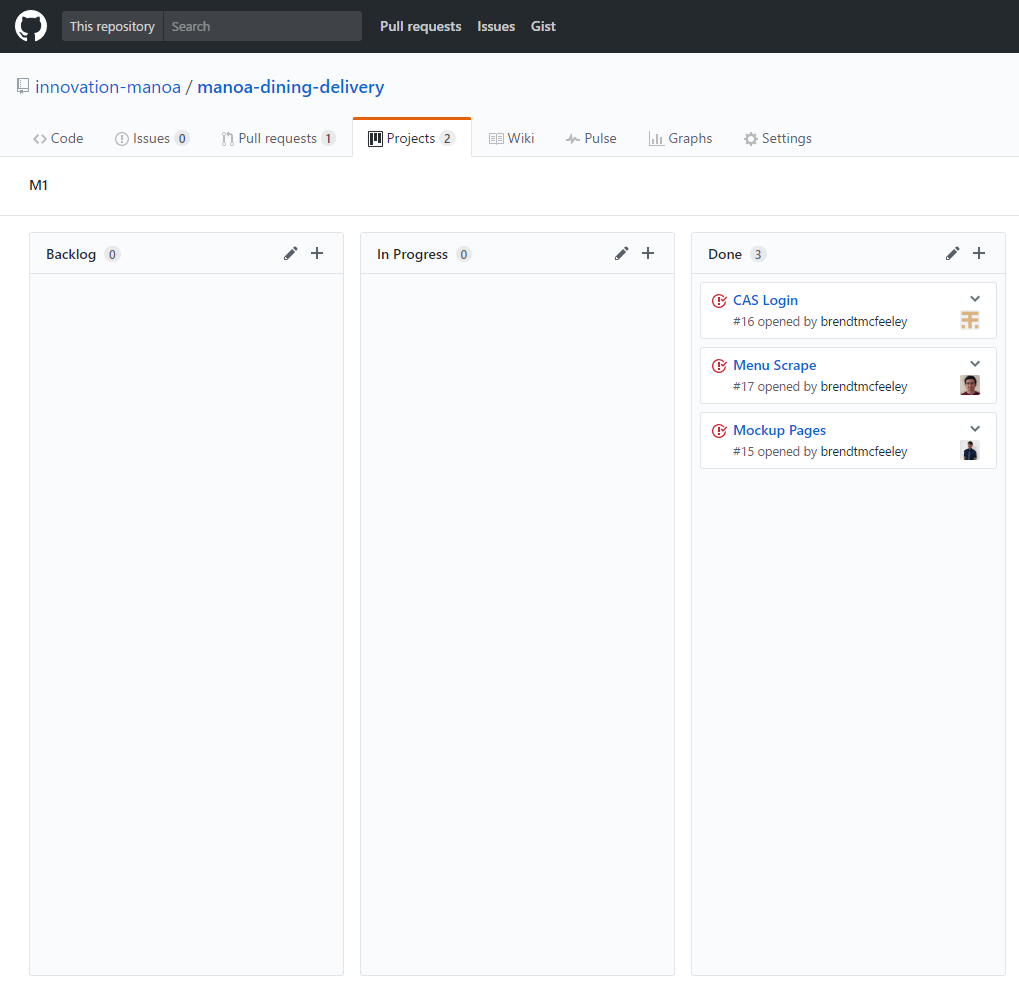 This repository Search Pull requests Issues Gist
innovation-manoa / manoa-dining-delivery
Code Issues 0 Pull requests 1 Projects 2 Wiki Pulse Graphs Settings
M1
Backlog 0
In Progress 0
Done 3
CAS Login
#16 opened by brendtmcfeeley
Menu Scrape
#17 opened by brendtmcfeeley
Mockup Pages
#15 opened by brendtmcfeeley